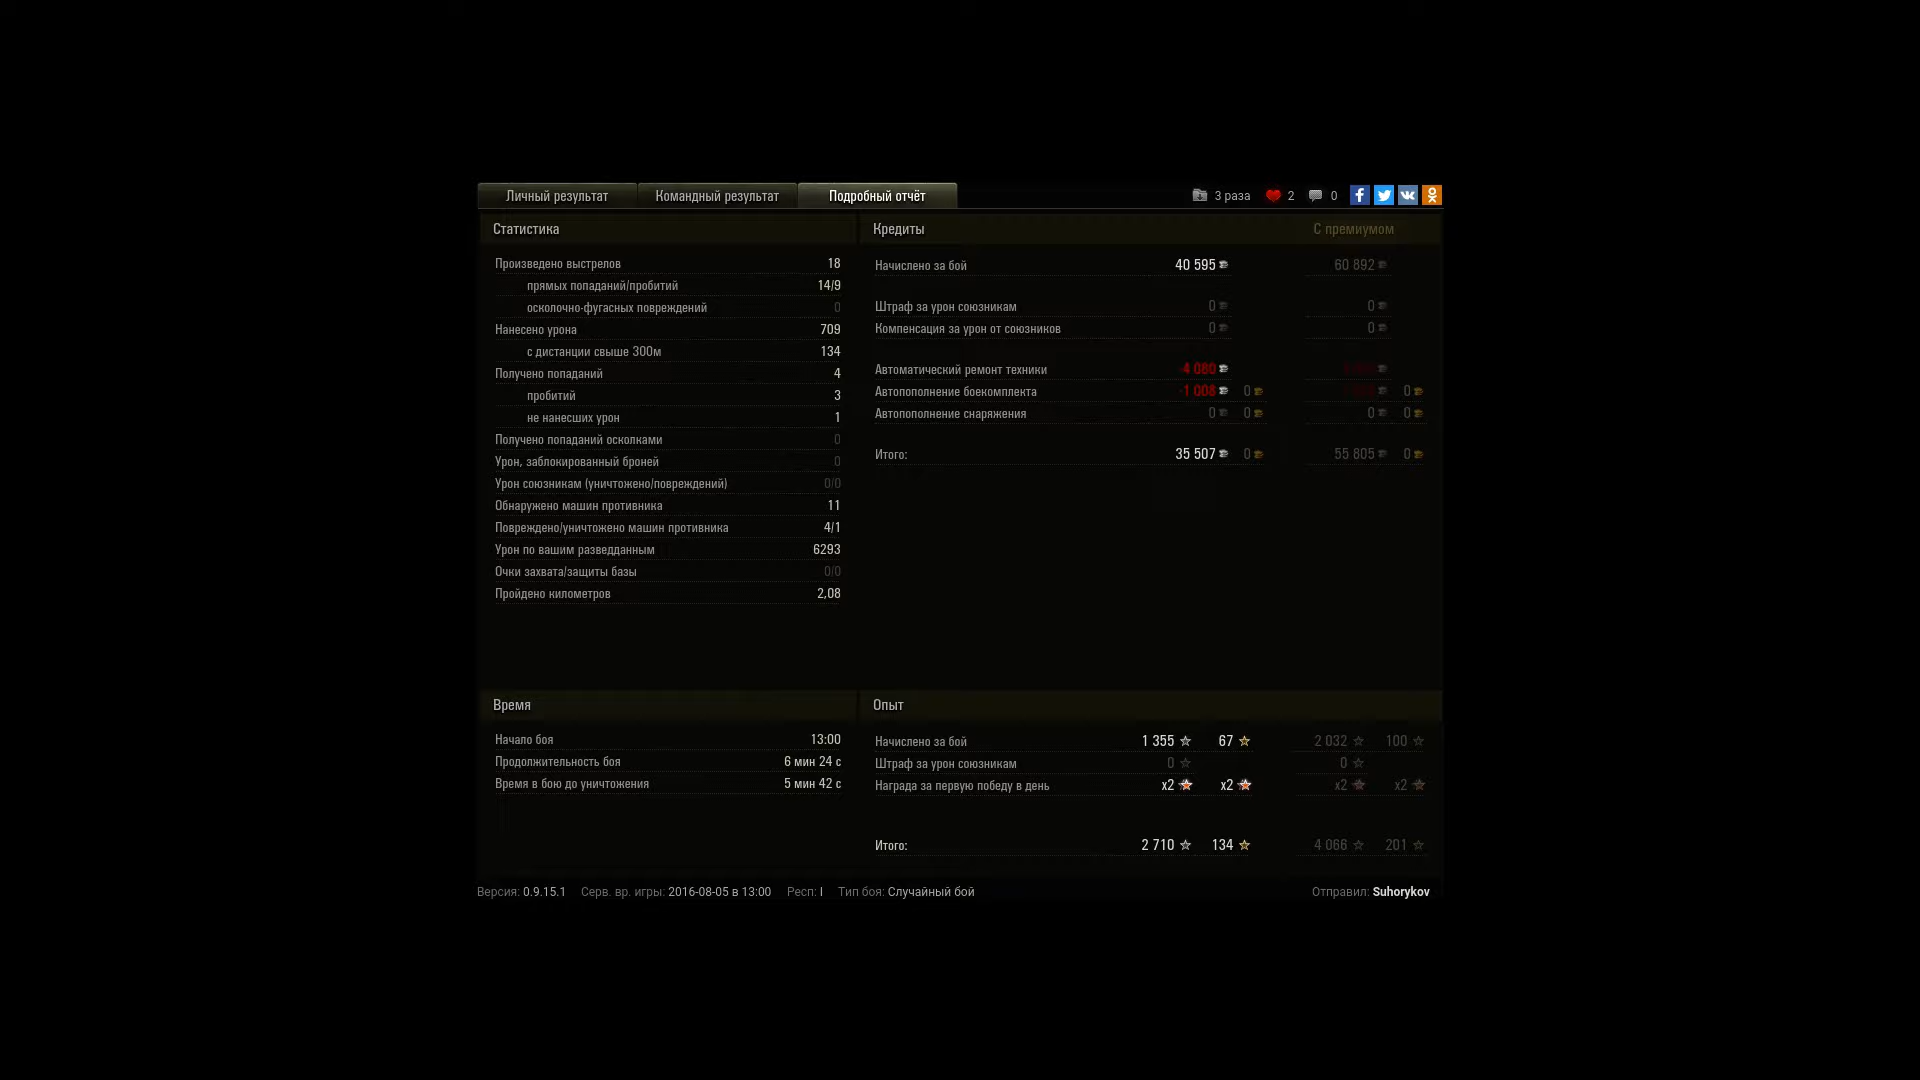 Личный результат Командный результат Подробный отчёт 3 раза 2 0
Статистика
Произведено выстрелов 18
прямых попаданий/пробитий 14/9
осколочно-фугасных повреждений 0
Нанесено урона 709
с дистанции свыше 300м 134
Получено попаданий 4
пробитий 3
не нанесших урон 1
Получено попаданий осколками 0
Урон, заблокированный броней 0
Урон союзникам (уничтожено/повреждений) 0/0
Обнаружено машин противника 11
Повреждено/уничтожено машин противника 4/1
Урон по вашим разведданным 6293
Очки захвата/защиты базы 0/0
Пройдено километров 2,08
Кредиты С премиумом
Начислено за бой 40 595 60 892
Штраф за урон союзникам 0 0
Компенсация за урон от союзников 0 0
Автоматический ремонт техники -4 080
Автопополнение боекомплекта -1 008 0 0
Автопополнение снаряжения 0 0 0 0
Итого: 35 507 0 55 805 0
Время
Начало боя 13:00
Продолжительность боя 6 мин 24 с
Время в бою до уничтожения 5 мин 42 с
Опыт
Начислено за бой 1 355 67 2 032 100
Штраф за урон союзникам 0 0
Награда за первую победу в день x2 x2 x2 x2
Итого: 2 710 134 4 066 201
Версия: 0.9.15.1 Серв. вр. игры: 2016-08-05 в 13:00 Респ: I Тип боя: Случайный бой Отправил: Suhorykov